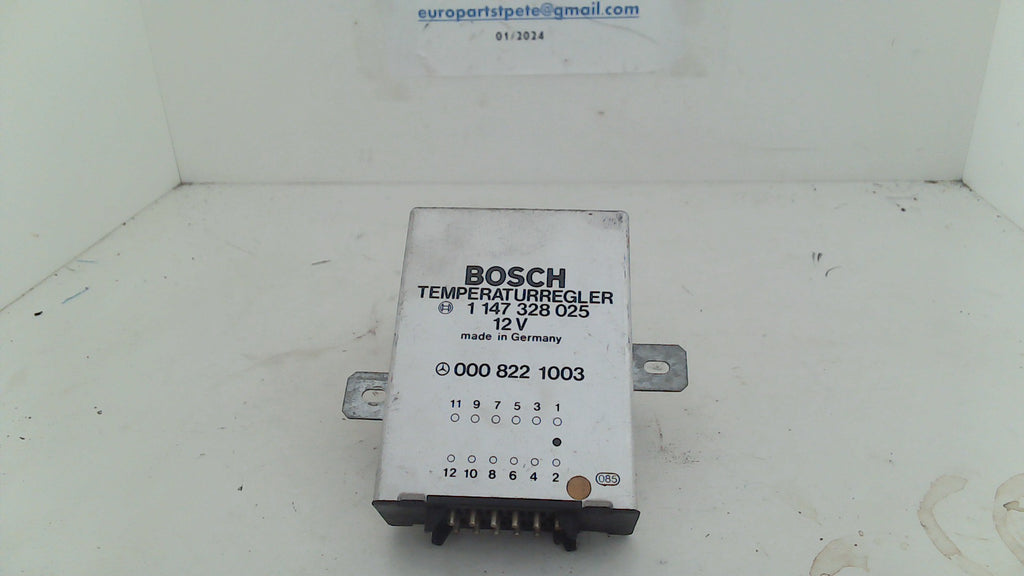 europartstpete@gmail.com
01/2024
BOSCH
TEMPERATURREGLER
1 147 328 025
12 V
made in Germany
000 822 1003
11 9 7 5 3 1
12 10 8 6 4 2
085